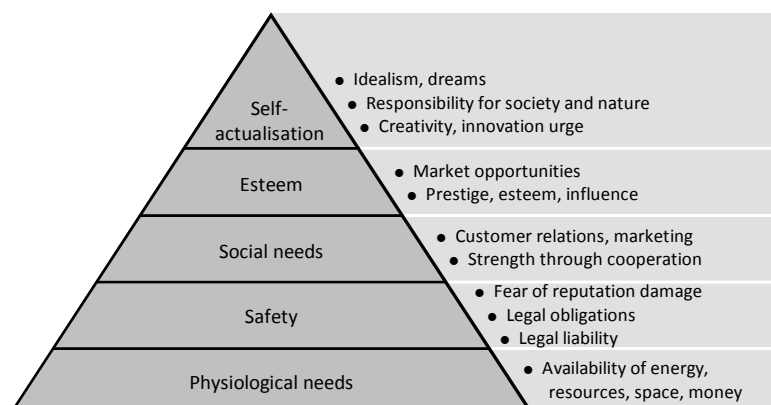 Self-
actualisation
● Idealism, dreams
● Responsibility for society and nature
● Creativity, innovation urge
Esteem
● Market opportunities
● Prestige, esteem, influence
Social needs
● Customer relations, marketing
● Strength through cooperation
Safety
● Fear of reputation damage
● Legal obligations
● Legal liability
Physiological needs
● Availability of energy,
resources, space, money